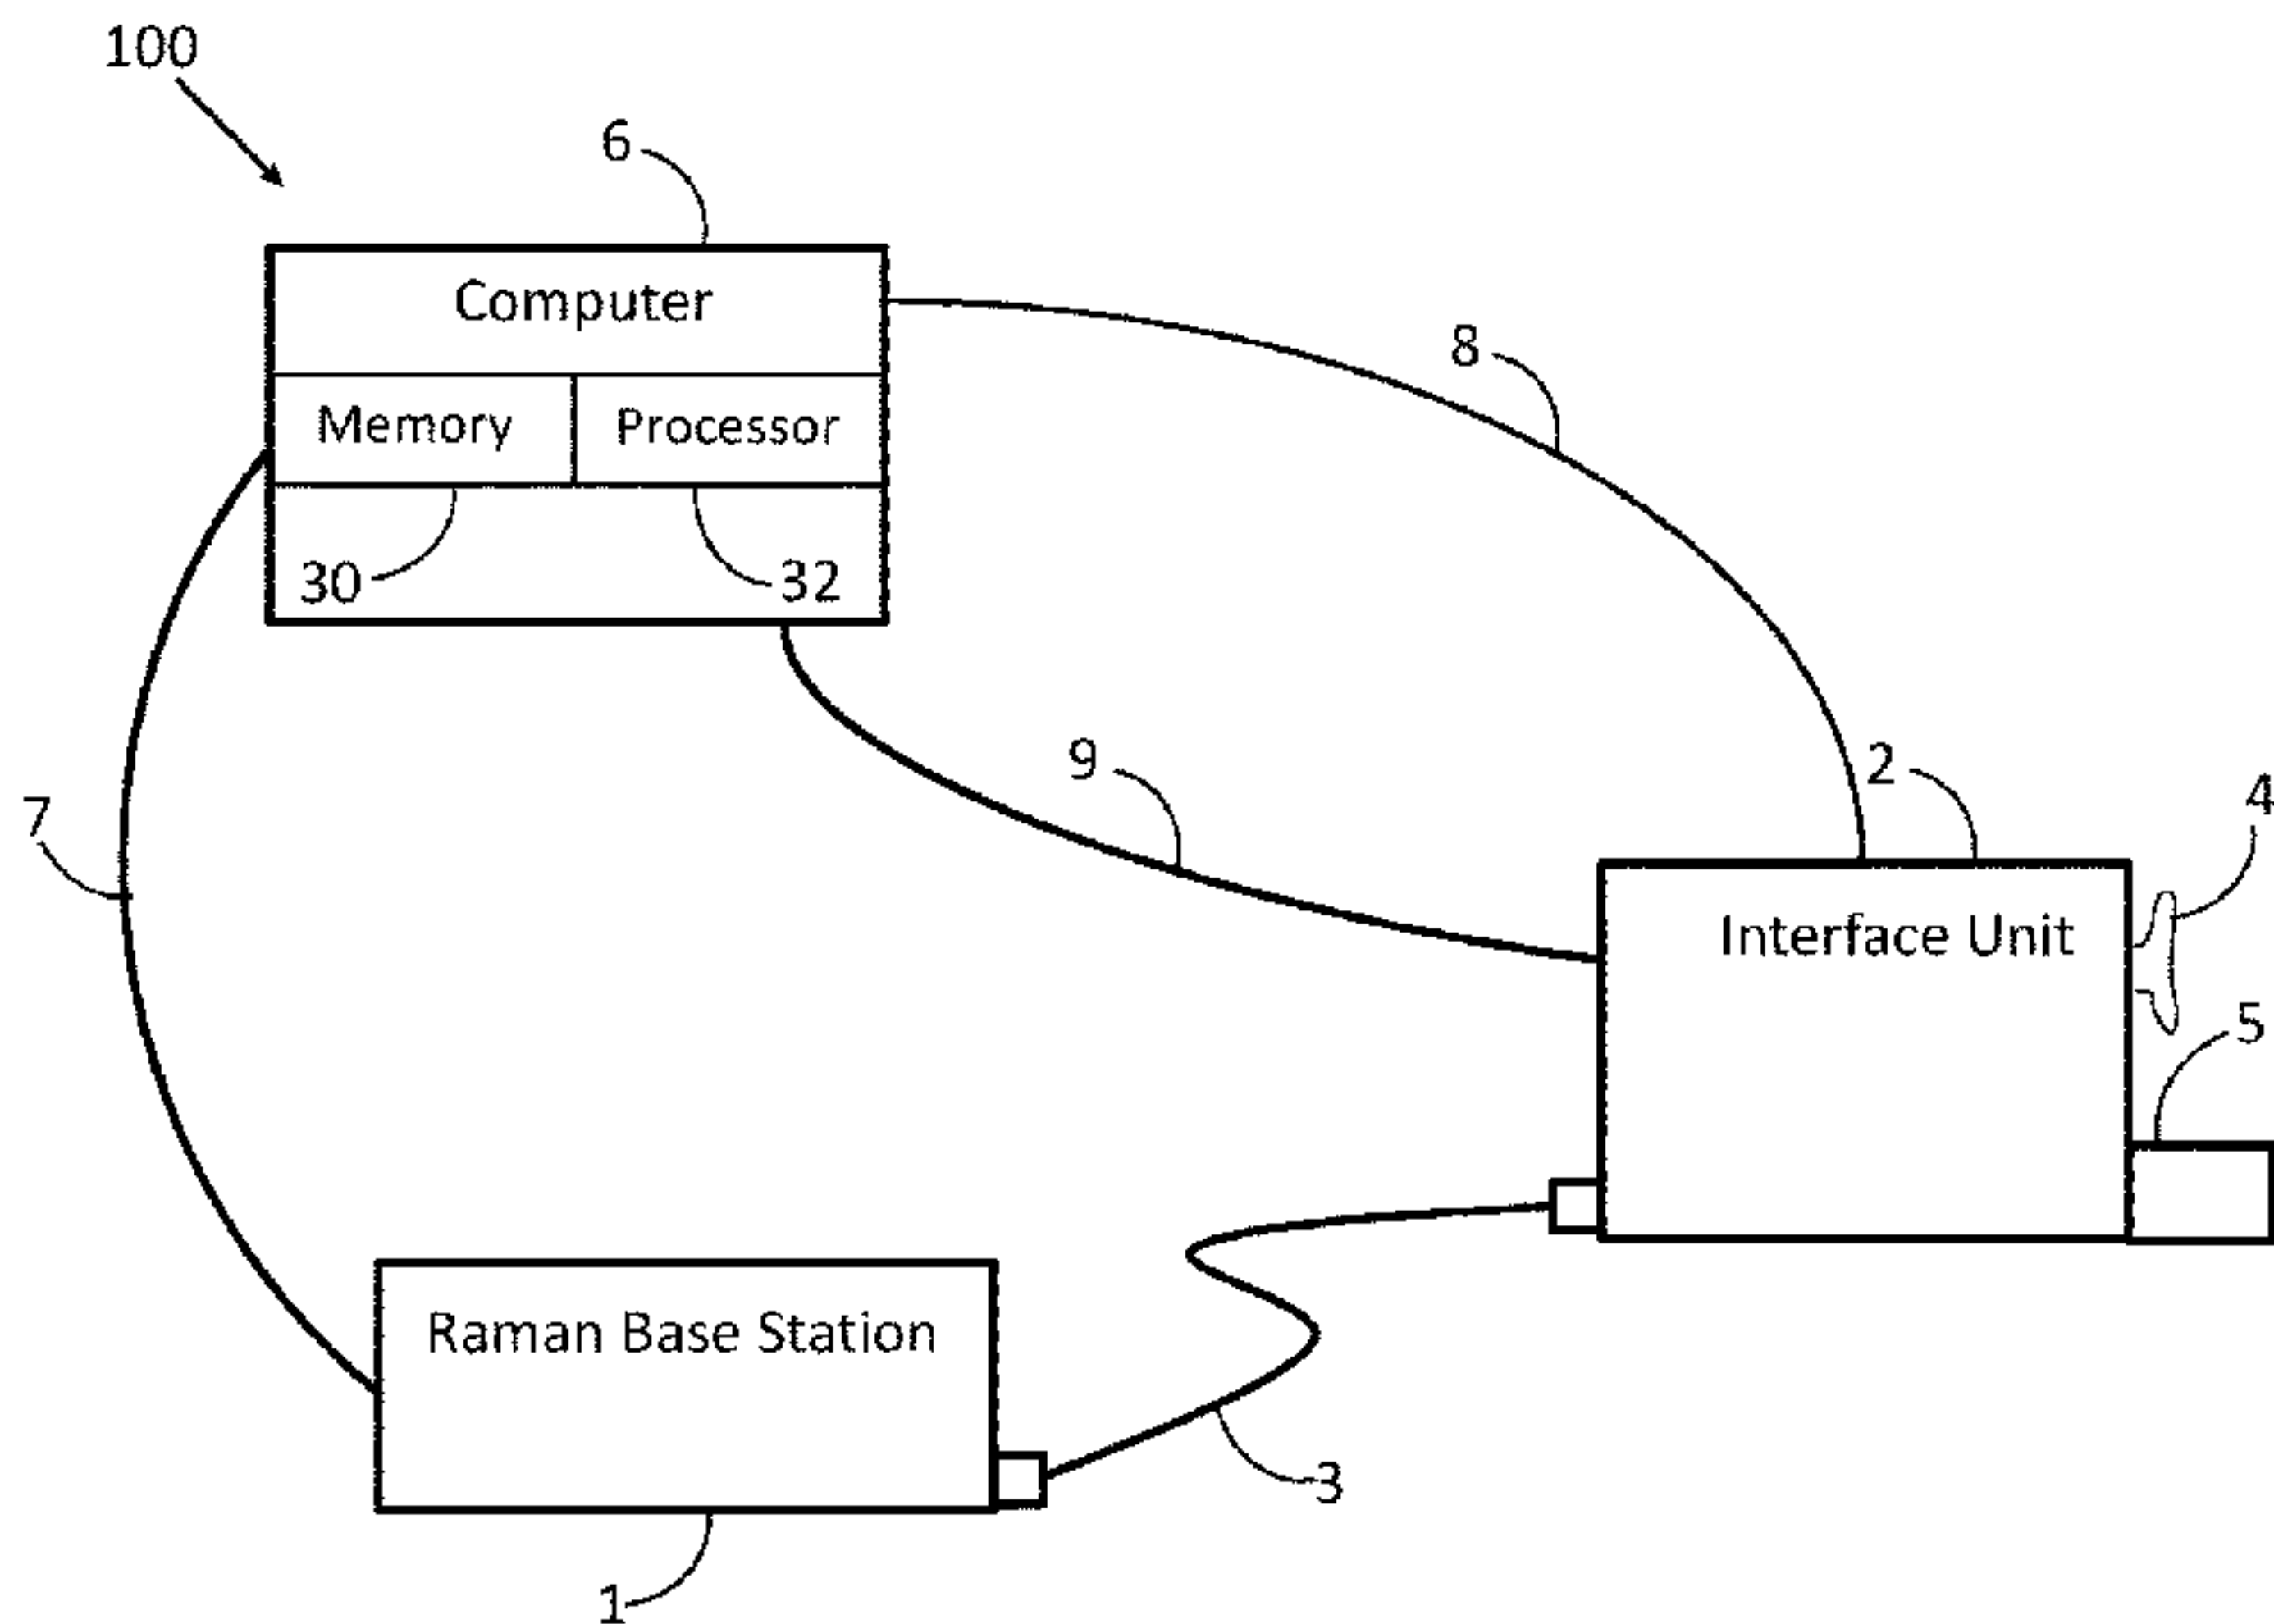 100
6
Computer
8
Memory Processor
30 32
9
2
4
7
Interface Unit
5
Raman Base Station
3
1